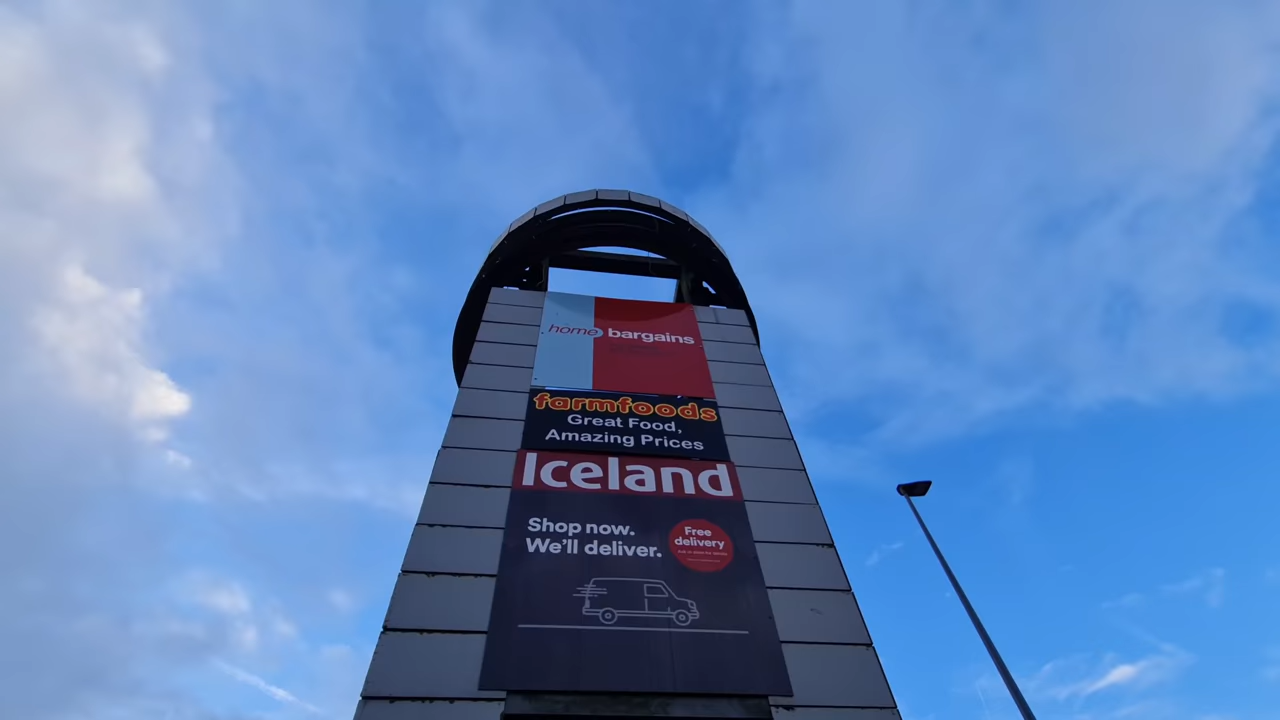 home bargains
farmfoods
Great Food,
Amazing Prices
Iceland
Shop now.
We'll deliver.
Free
delivery